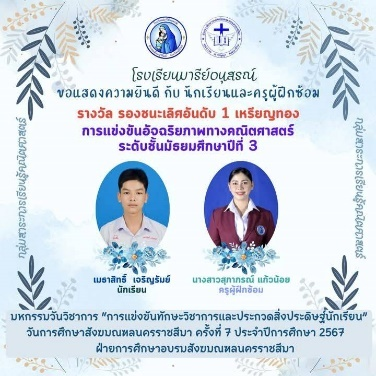 โรงเรียนมารีย์อนุสรณ์
ขอแสดงความยินดี กับ นักเรียนและครูผู้ฝึกซ้อม
รางวัล รองชนะเลิศอันดับ 1 เหรียญทอง
การแข่งขันอัจฉริยภาพทางคณิตศาสตร์
ระดับชั้นมัธยมศึกษาปีที่ 3
กลุ่มสาระการเรียนรู้คณิตศาสตร์
กลุ่มสาระการเรียนรู้คณิตศาสตร์
เมธาสิทธิ์ เจริญรัมย์
นักเรียน
นางสาวสุภาภรณ์ แก้วน้อย
ครูผู้ฝึกซ้อม
มหกรรมวันวิชาการ “การแข่งขันทักษะวิชาการและประกวดสิ่งประดิษฐ์นักเรียน”
วันการศึกษาสังฆมณฑลนครราชสีมา ครั้งที่ 7 ประจำปีการศึกษา 2567
ฝ่ายการศึกษาอบรมสังฆมณฑลนครราชสีมา